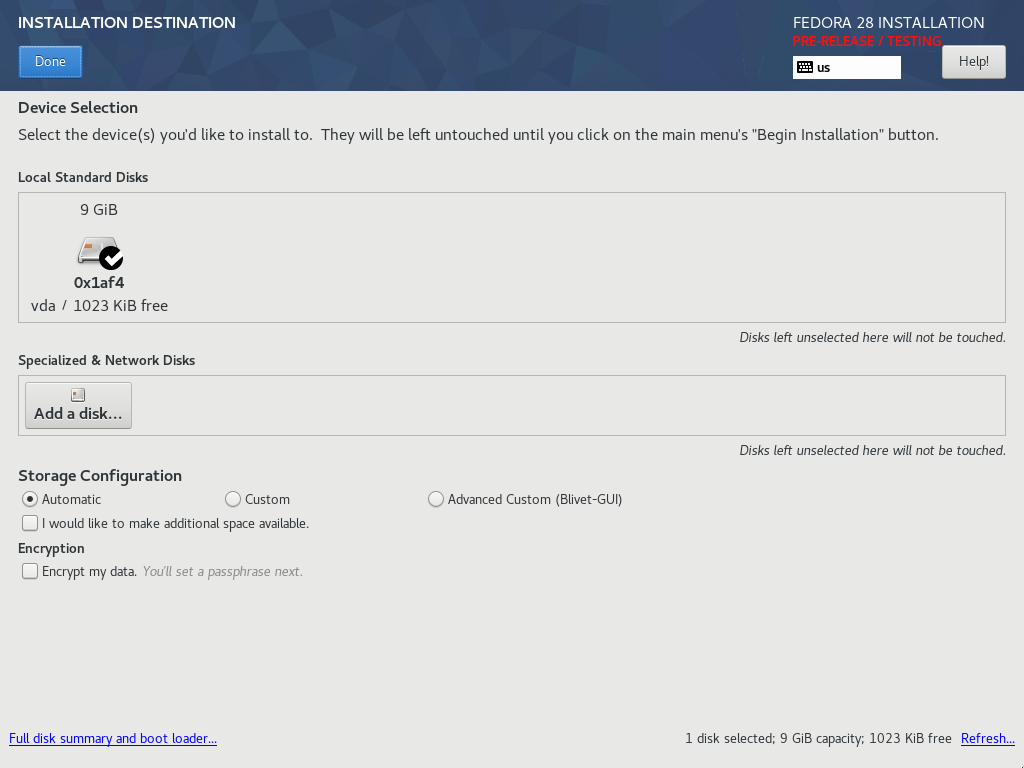 INSTALLATION DESTINATION
FEDORA 28 INSTALLATION
PRE-RELEASE / TESTING
Done
us
Help!
Device Selection
Select the device(s) you'd like to install to.  They will be left untouched until you click on the main menu's "Begin Installation" button.
Local Standard Disks
9 GiB
0x1af4
vda / 1023 KiB free
Disks left unselected here will not be touched.
Specialized & Network Disks
Add a disk...
Disks left unselected here will not be touched.
Storage Configuration
Automatic Custom Advanced Custom (Blivet-GUI)
I would like to make additional space available.
Encryption
Encrypt my data. You'll set a passphrase next.
Full disk summary and boot loader... 1 disk selected; 9 GiB capacity; 1023 KiB free Refresh...